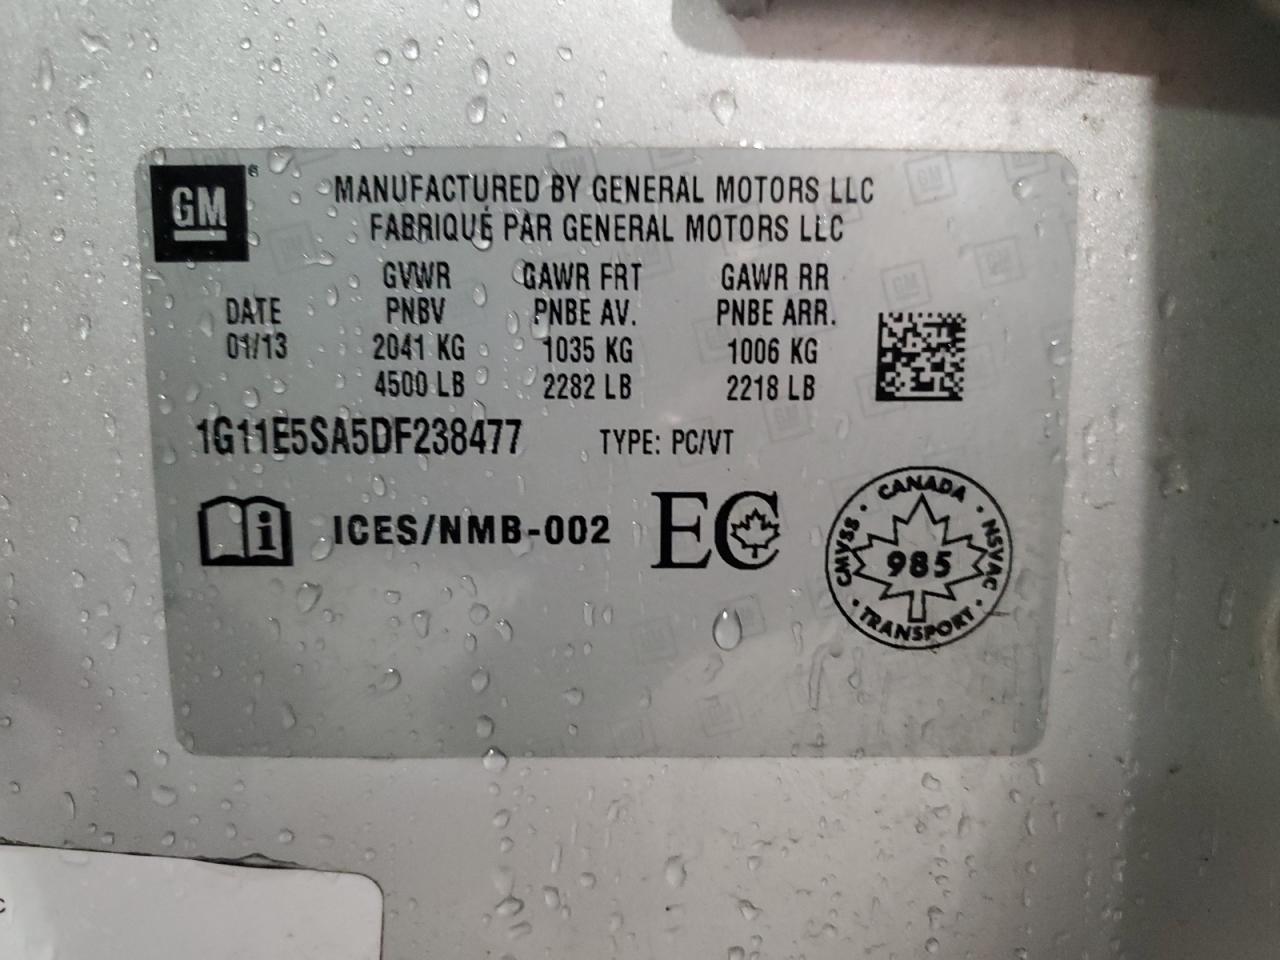 GM®
MANUFACTURED BY GENERAL MOTORS LLC
FABRIQUÉ PAR GENERAL MOTORS LLC
GVWR GAWR FRT GAWR RR
DATE PNBV PNBE AV. PNBE ARR.
01/13 2041 KG 1035 KG 1006 KG
4500 LB 2282 LB 2218 LB
1G11E5SA5DF238477 TYPE: PC/VT
i ICES/NMB-002 EC
CANADA
CMVSS 985 NSVAC
TRANSPORT
C